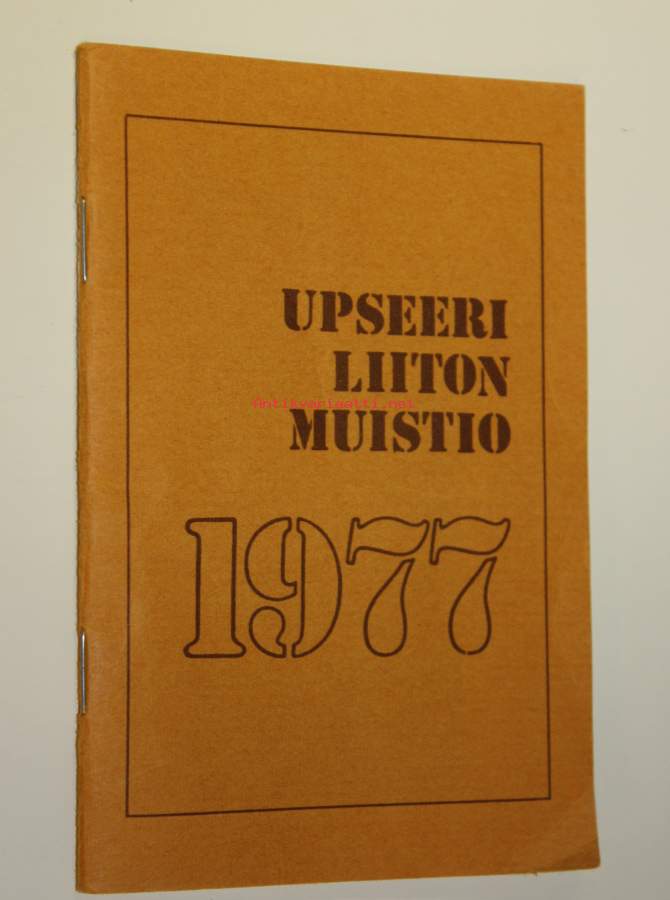 UPSEERI
LIITON
Antikvariaatti.net
MUISTIO
1977